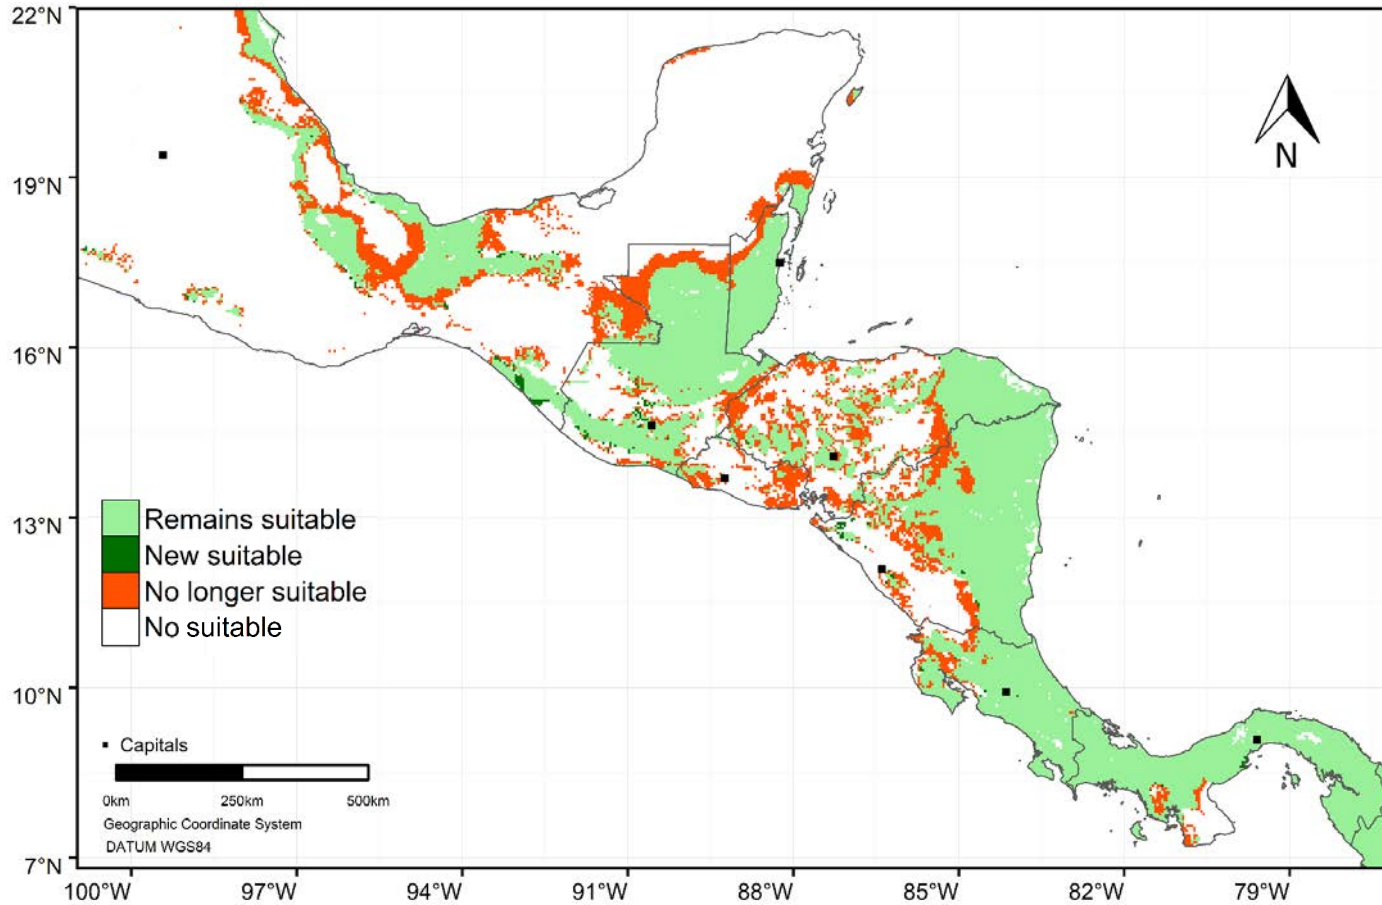 22°N
19°N
16°N
13°N
10°N
7°N
N
Remains suitable
New suitable
No longer suitable
No suitable
Capitals
0km 250km 500km
Geographic Coordinate System
DATUM WGS84
100°W 97°W 94°W 91°W 88°W 85°W 82°W 79°W